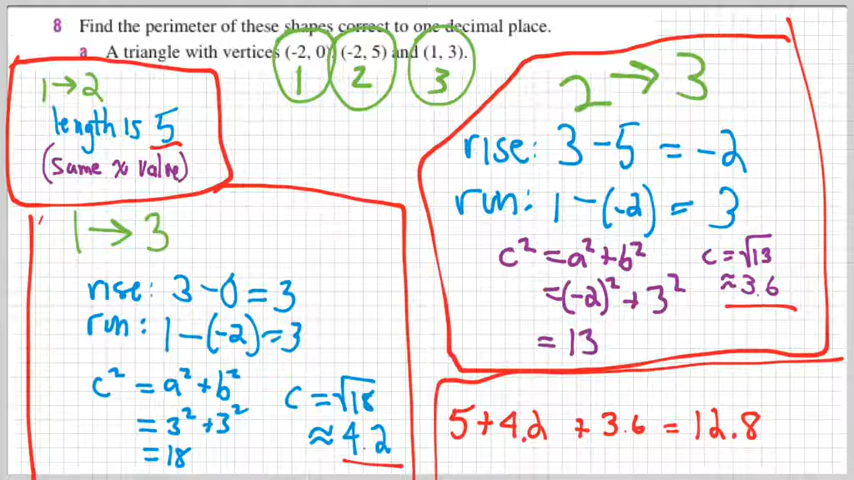 8 Find the perimeter of these shapes correct to one decimal place.
a A triangle with vertices (-2, 0), (-2, 5) and (1, 3).
1 2 3
1→2
length is 5
(same x value)
1→3
rise: 3-0=3
run: 1-(-2)=3
c²=a²+b²
=3²+3²
=18
c=√18
≈4.2
2→3
rise: 3-5=-2
run: 1-(-2)=3
c²=a²+b²
=(-2)²+3²
=13
c=√13
≈3.6
5+4.2+3.6=12.8